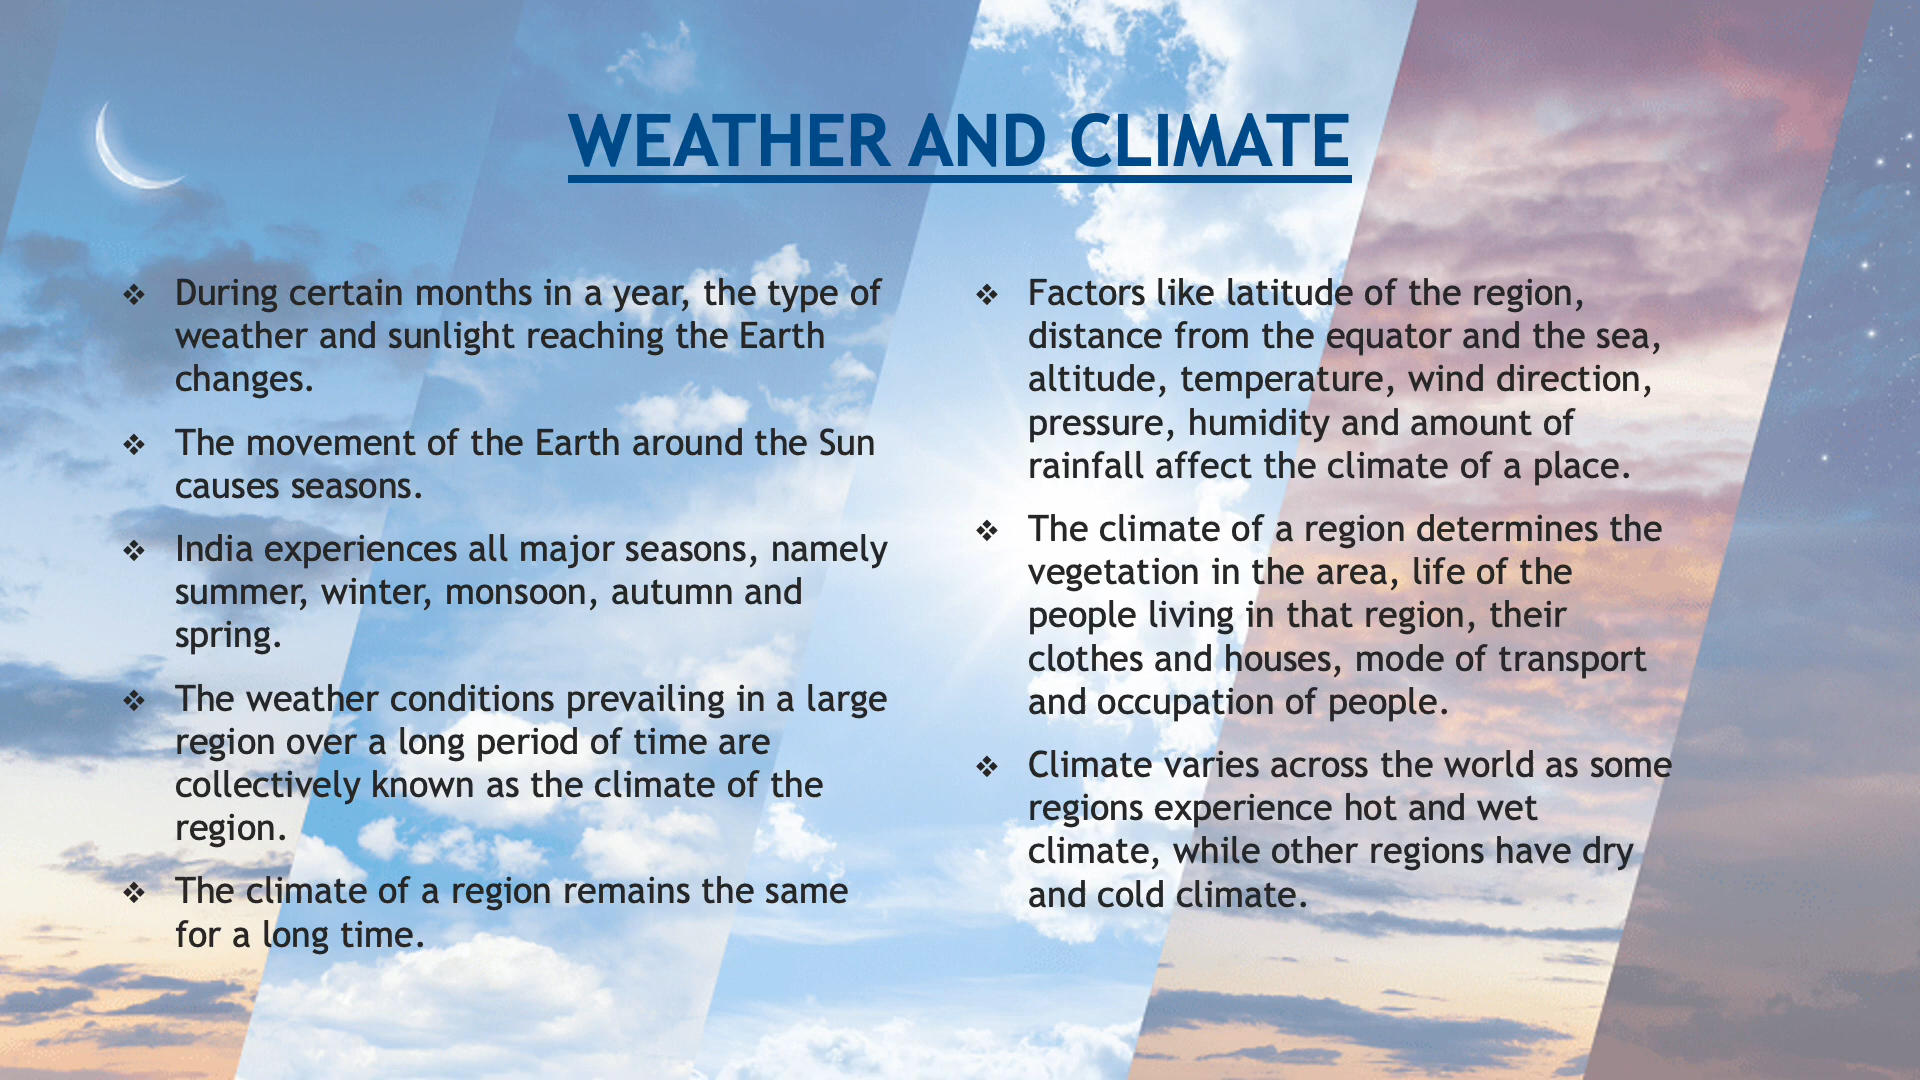 WEATHER AND CLIMATE
❖ During certain months in a year, the type of
weather and sunlight reaching the Earth
changes.
❖ The movement of the Earth around the Sun
causes seasons.
❖ India experiences all major seasons, namely
summer, winter, monsoon, autumn and
spring.
❖ The weather conditions prevailing in a large
region over a long period of time are
collectively known as the climate of the
region.
❖ The climate of a region remains the same
for a long time.
❖ Factors like latitude of the region,
distance from the equator and the sea,
altitude, temperature, wind direction,
pressure, humidity and amount of
rainfall affect the climate of a place.
❖ The climate of a region determines the
vegetation in the area, life of the
people living in that region, their
clothes and houses, mode of transport
and occupation of people.
❖ Climate varies across the world as some
regions experience hot and wet
climate, while other regions have dry
and cold climate.